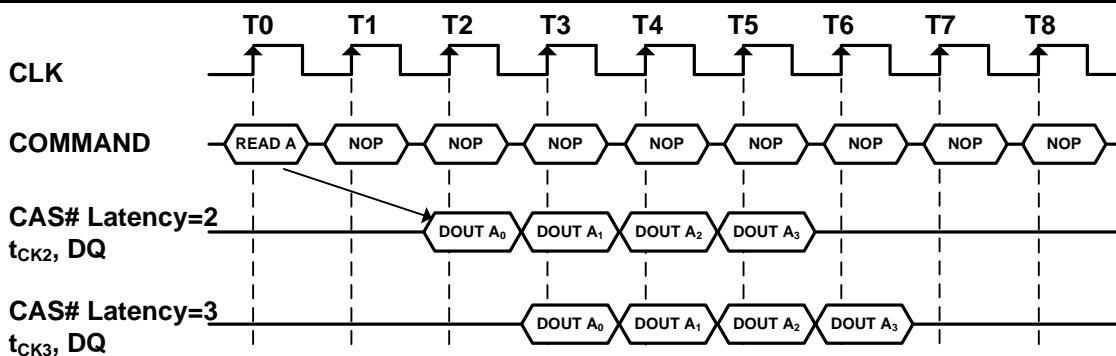 T0 T1 T2 T3 T4 T5 T6 T7 T8
CLK
COMMAND READ A NOP NOP NOP NOP NOP NOP NOP NOP
CAS# Latency=2
tCK2, DQ DOUT A0 DOUT A1 DOUT A2 DOUT A3
CAS# Latency=3
tCK3, DQ DOUT A0 DOUT A1 DOUT A2 DOUT A3